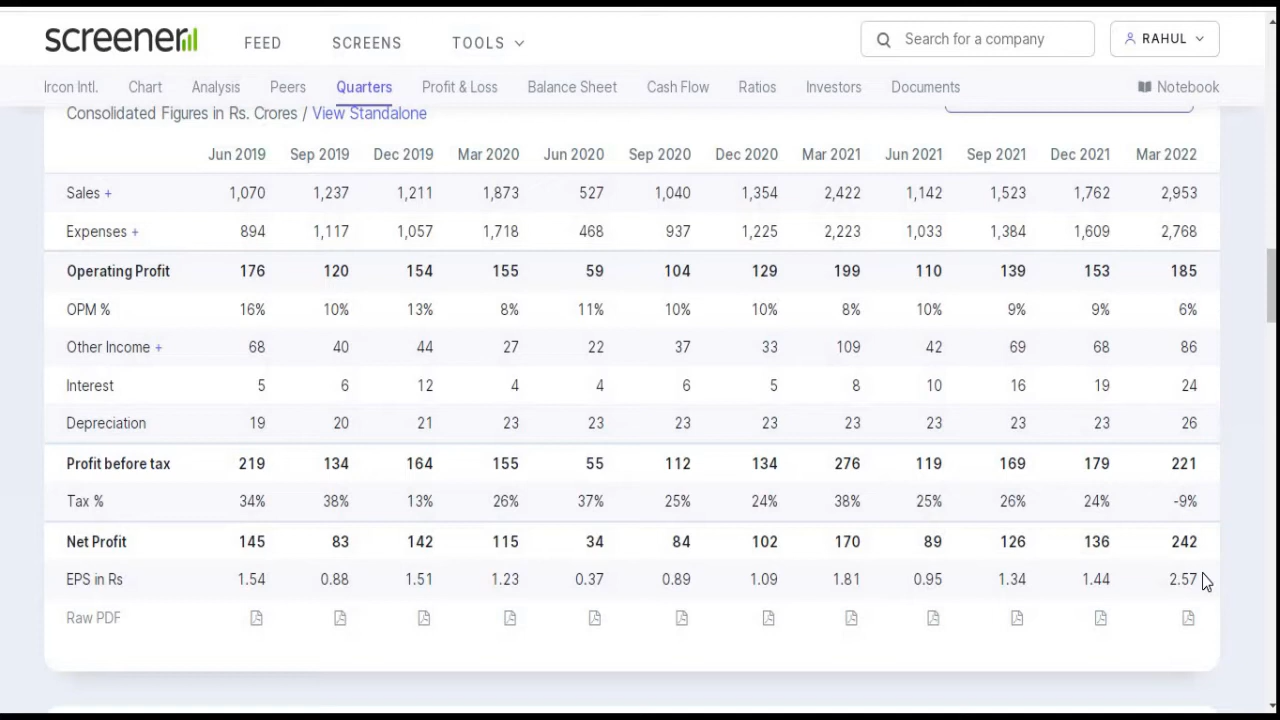 screener FEED SCREENS TOOLS Search for a company RAHUL
Ircon Intl. Chart Analysis Peers Quarters Profit & Loss Balance Sheet Cash Flow Ratios Investors Documents Notebook
Consolidated Figures in Rs. Crores / View Standalone
Jun 2019 Sep 2019 Dec 2019 Mar 2020 Jun 2020 Sep 2020 Dec 2020 Mar 2021 Jun 2021 Sep 2021 Dec 2021 Mar 2022
Sales + 1,070 1,237 1,211 1,873 527 1,040 1,354 2,422 1,142 1,523 1,762 2,953
Expenses + 894 1,117 1,057 1,718 468 937 1,225 2,223 1,033 1,384 1,609 2,768
Operating Profit 176 120 154 155 59 104 129 199 110 139 153 185
OPM % 16% 10% 13% 8% 11% 10% 10% 8% 10% 9% 9% 6%
Other Income + 68 40 44 27 22 37 33 109 42 69 68 86
Interest 5 6 12 4 4 6 5 8 10 16 19 24
Depreciation 19 20 21 23 23 23 23 23 23 23 23 26
Profit before tax 219 134 164 155 55 112 134 276 119 169 179 221
Tax % 34% 38% 13% 26% 37% 25% 24% 38% 25% 26% 24% -9%
Net Profit 145 83 142 115 34 84 102 170 89 126 136 242
EPS in Rs 1.54 0.88 1.51 1.23 0.37 0.89 1.09 1.81 0.95 1.34 1.44 2.57
Raw PDF